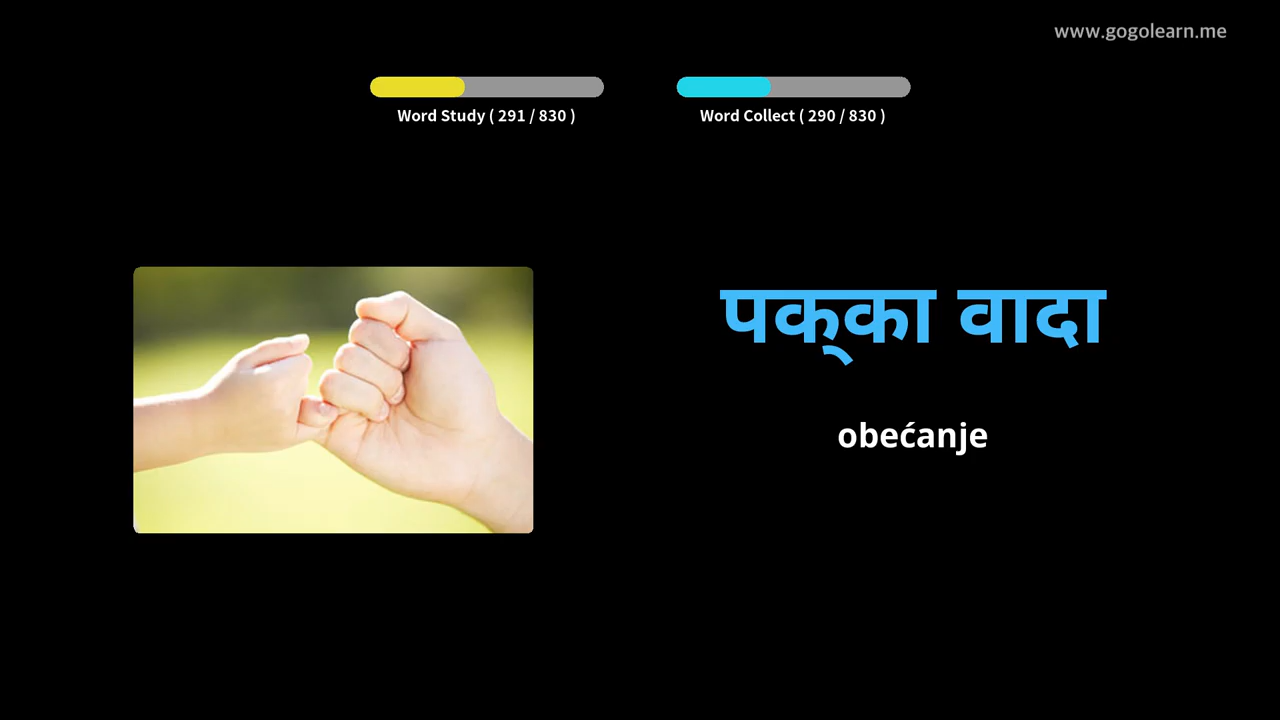 www.gogolearn.me
Word Study ( 291 / 830 )
Word Collect ( 290 / 830 )
पक्‍का वादा
obećanje